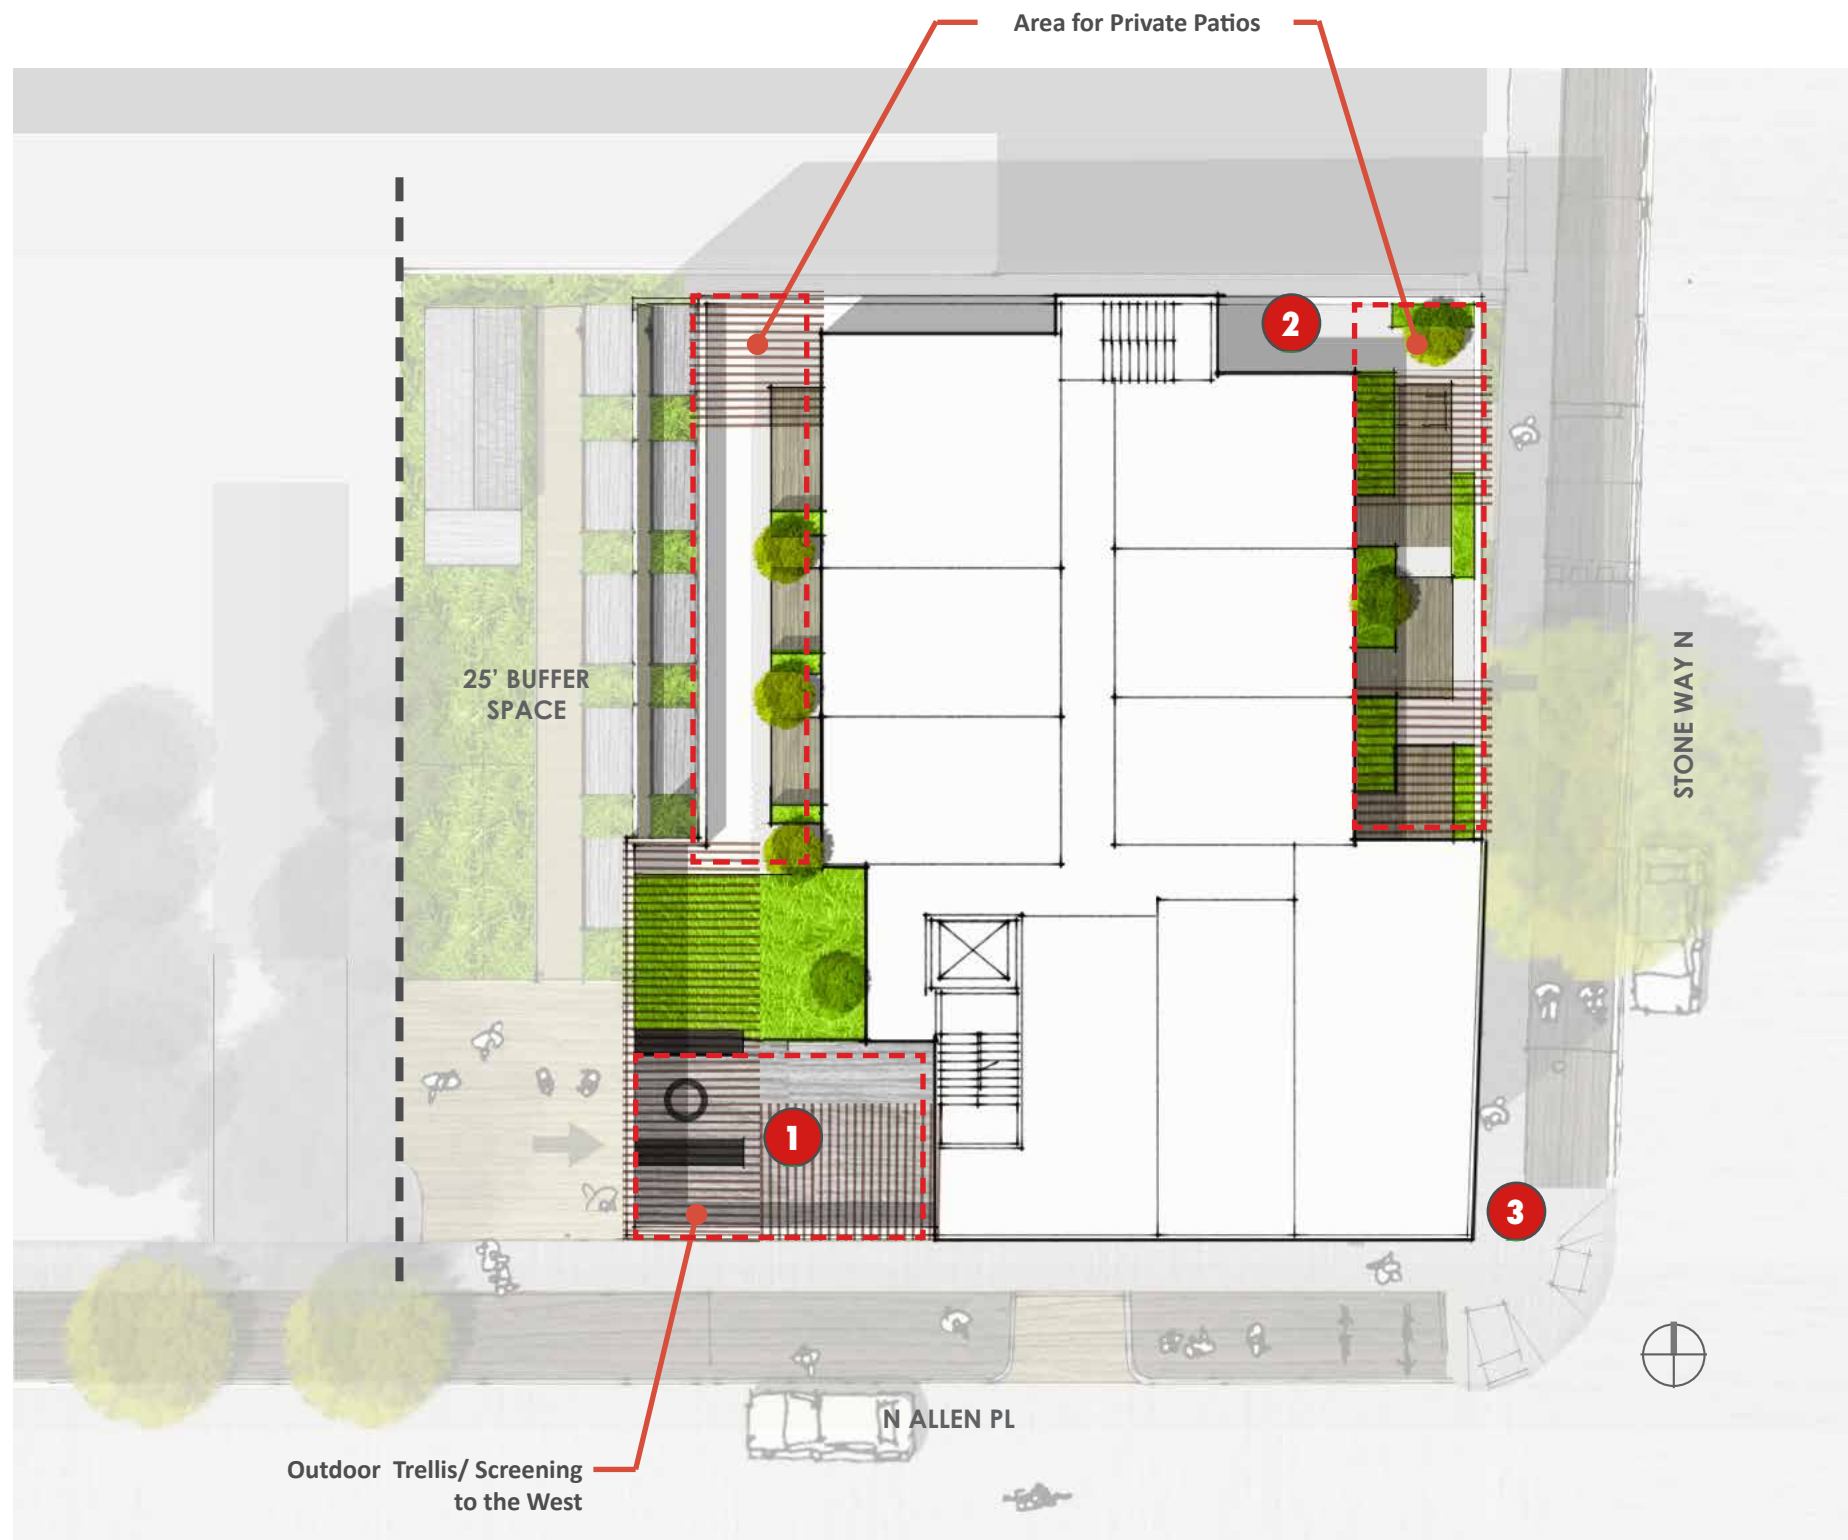 Area for Private Patios
2
25' BUFFER
SPACE
STONE WAY N
1
3
N ALLEN PL
Outdoor Trellis/ Screening
to the West